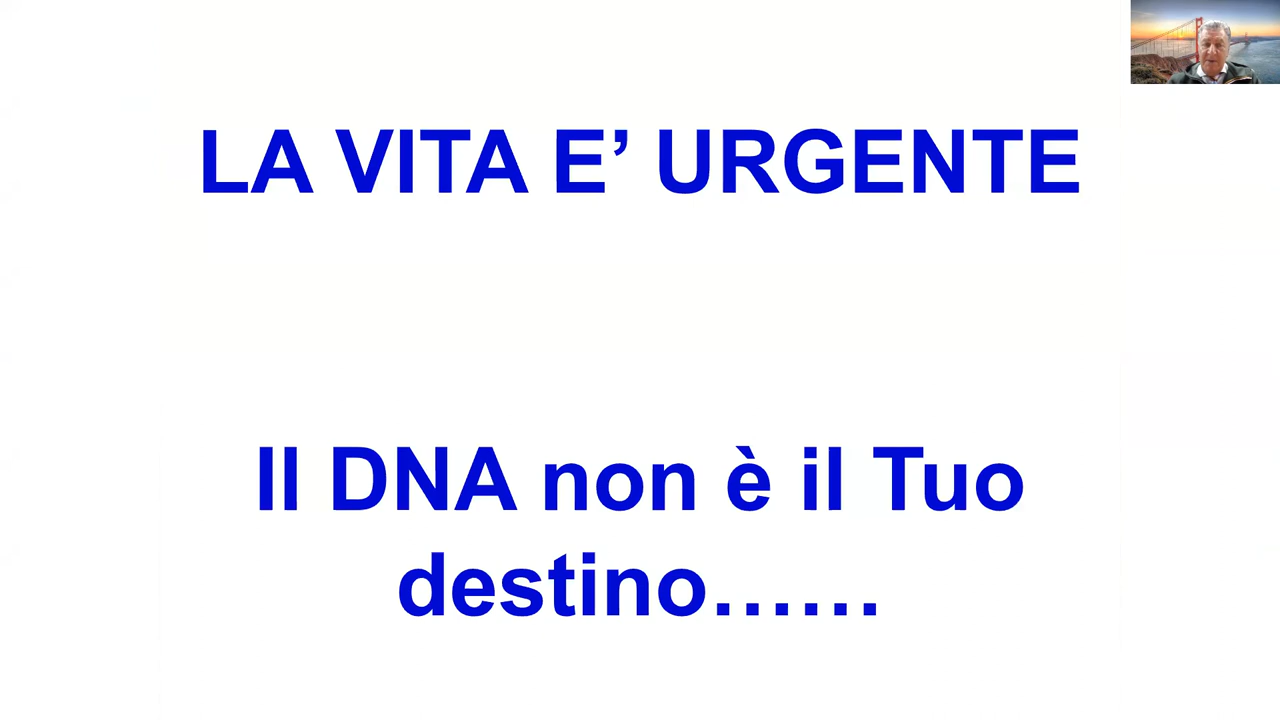 LA VITA E’ URGENTE
Il DNA non è il Tuo
destino……